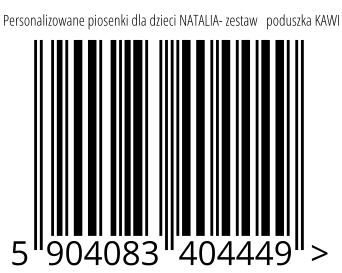 Personalizowane piosenki dla dzieci NATALIA- zestaw poduszka KAWI
5 904083 404449 >